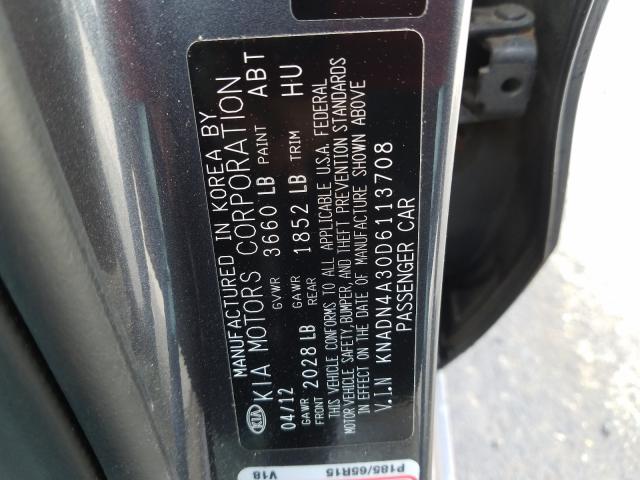 MANUFACTURED IN KOREA BY
KIA KIA MOTORS CORPORATION
04/12 GVWR 3660 LB PAINT ABT
GAWR FRONT 2028 LB GAWR REAR 1852 LB TRIM HU
THIS VEHICLE CONFORMS TO ALL APPLICABLE U.S.A. FEDERAL
MOTOR VEHICLE SAFETY, BUMPER, AND THEFT PREVENTION STANDARDS
IN EFFECT ON THE DATE OF MANUFACTURE SHOWN ABOVE
V.I.N KNADN4A30D6113708
PASSENGER CAR
P185/65R15
V18